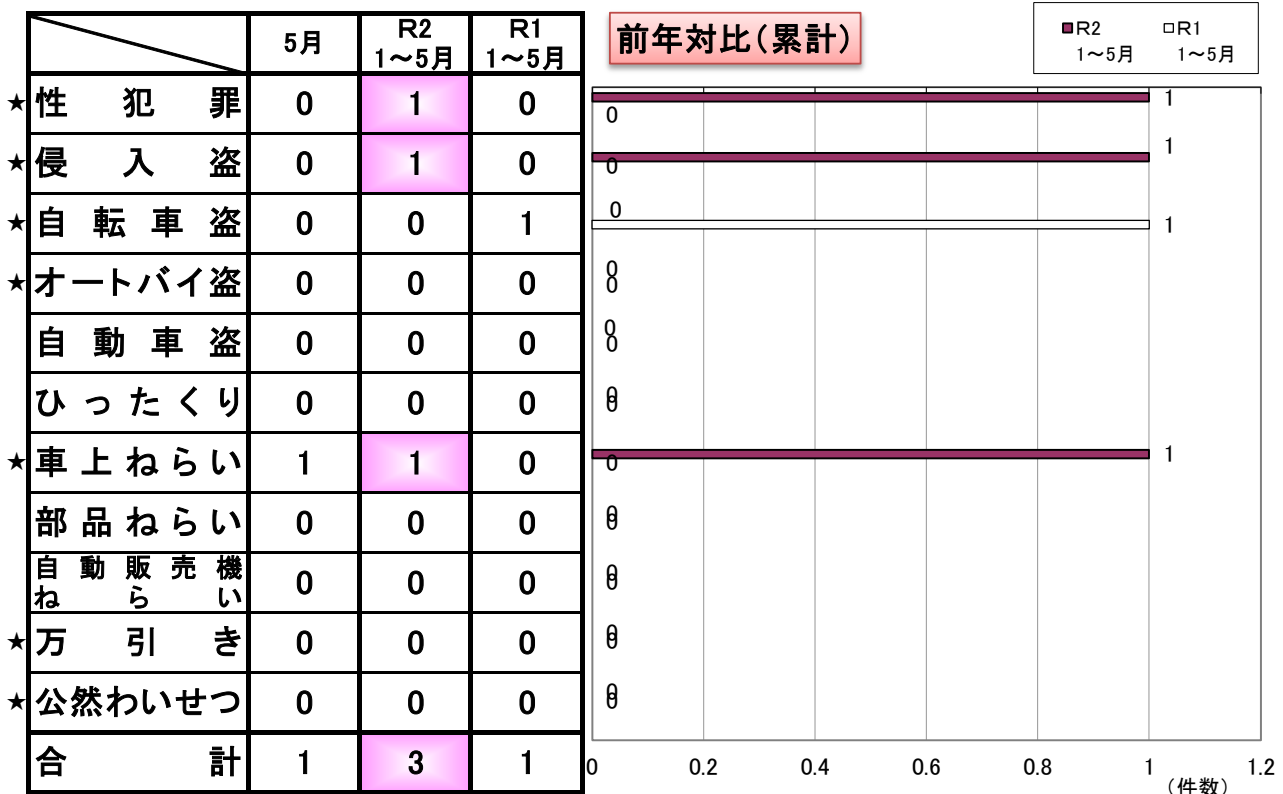 5月 R2 R1
1～5月 1～5月
★性犯罪 0 1 0
★侵入盗 0 1 0
★自転車盗 0 0 1
★オートバイ盗 0 0 0
自動車盗 0 0 0
ひったくり 0 0 0
★車上ねらい 1 1 0
部品ねらい 0 0 0
自動販売機
ねらい 0 0 0
★万引き 0 0 0
★公然わいせつ 0 0 0
合計 1 3 1
前年対比（累計）
R2 R1
1～5月 1～5月
1
0
1
0
0
1
0
0
0
0
0
0
1
0
0
0
0
0
0
0
0
0
0 0.2 0.4 0.6 0.8 1 1.2
（件数）